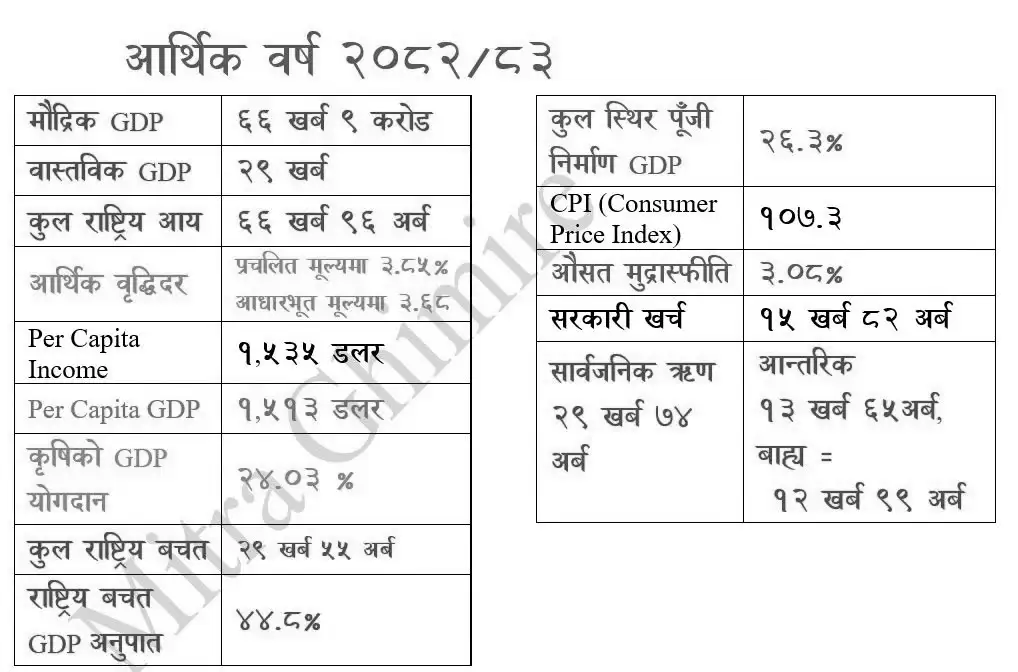 आर्थिक वर्ष २०८२/८३
मौद्रिक GDP
६६ खर्ब ९ करोड
वास्तविक GDP
२९ खर्ब
कुल राष्ट्रिय आय
६६ खर्ब ९६ अर्ब
आर्थिक वृद्धिदर
प्रचलित मूल्यमा ३.८५%
आधारभूत मूल्यमा ३.६८
Per Capita
Income
१,५३५ डलर
Per Capita GDP
१,५१३ डलर
कृषिको GDP
योगदान
२४.०३ %
कुल राष्ट्रिय बचत
२९ खर्ब ५५ अर्ब
राष्ट्रिय बचत
GDP अनुपात
४४.८%
कुल स्थिर पूँजी
निर्माण GDP
२६.३%
CPI (Consumer
Price Index)
१०७.३
औसत मुद्रास्फीति
३.०८%
सरकारी खर्च
१५ खर्ब ८२ अर्ब
सार्वजनिक ऋण
२९ खर्ब ७४
अर्ब
आन्तरिक
१३ खर्ब ६५अर्ब,
बाह्य =
१२ खर्ब ९९ अर्ब
Mitra Ghimire